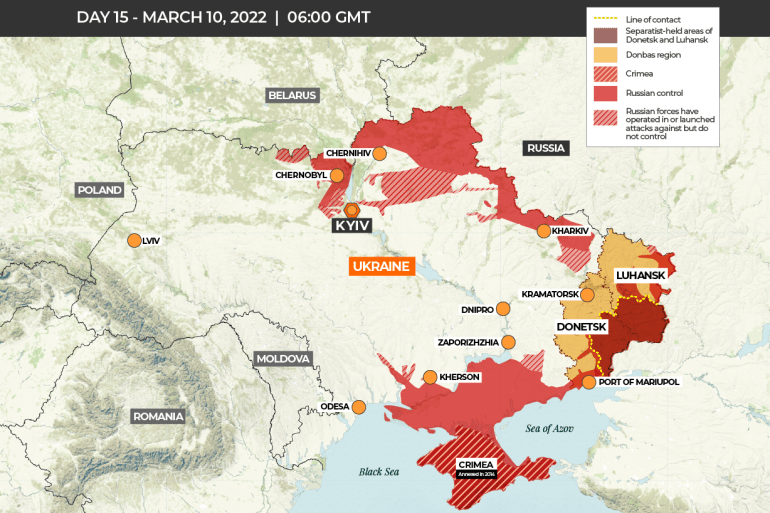 DAY 15 - MARCH 10, 2022 | 06:00 GMT
Line of contact
Separatist-held areas of
Donetsk and Luhansk
Donbas region
Crimea
Russian control
Russian forces have
operated in or launched
attacks against but do
not control
BELARUS
RUSSIA
CHERNIHIV
CHERNOBYL
POLAND
KYIV
KHARKIV
LVIV
UKRAINE
LUHANSK
KRAMATORSK
DNIPRO
DONETSK
ZAPORIZHZHIA
MOLDOVA
KHERSON
PORT OF MARIUPOL
ODESA
ROMANIA
Sea of Azov
CRIMEA
Annexed in 2014
Black Sea